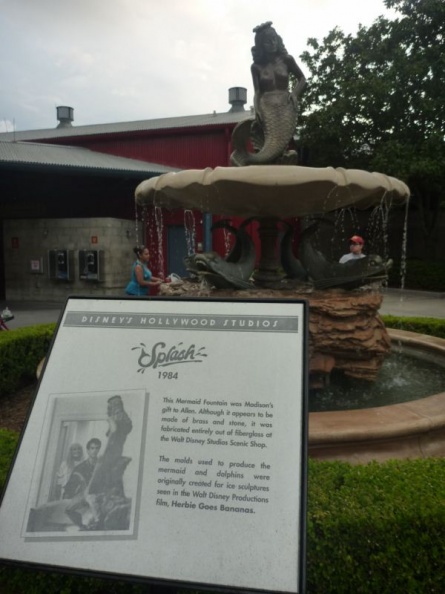 DISNEY'S HOLLYWOOD STUDIOS
Splash
1984
This Mermaid Fountain was Madison's
gift to Allen. Although it appears to be
made of brass and stone, it was
fabricated entirely out of fiberglass at
the Walt Disney Studios Scenic Shop.
The molds used to produce the
mermaid and dolphins were
originally created for ice sculptures
seen in the Walt Disney Productions
film, Herbie Goes Bananas.